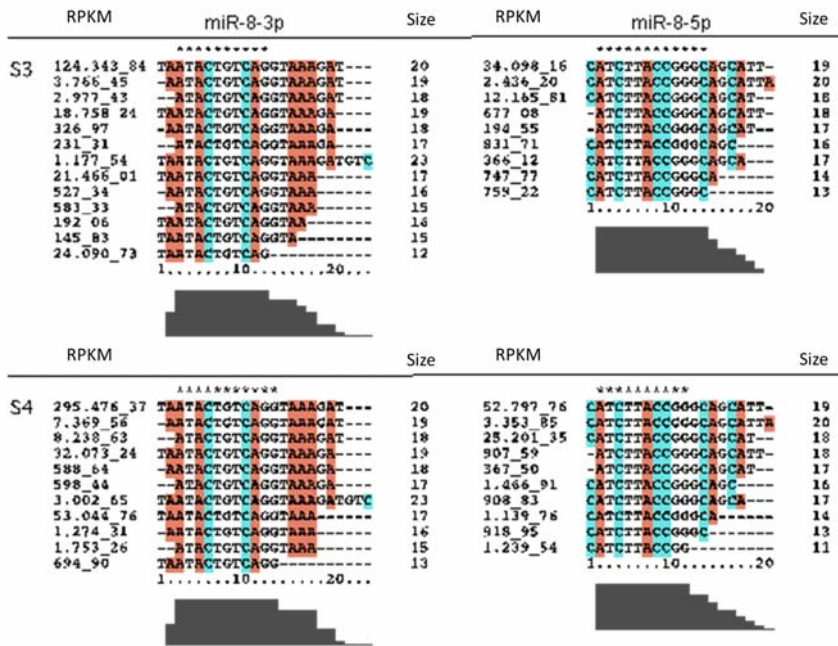 RPKM miR-8-3p Size
S3 **********
124.343_84 TAATACTGTCAGGTAAAGAT--- 20
3.766_45 -AATACTGTCAGGTAAAGAT--- 19
2.977_43 --ATACTGTCAGGTAAAGAT--- 18
18.758_24 TAATACTGTCAGGTAAAGA---- 19
326_97 -AATACTGTCAGGTAAAGA---- 18
231_31 --ATACTGTCAGGTAAAGA---- 17
1.177_54 TAATACTGTCAGGTAAAGATGTC 23
21.466_01 TAATACTGTCAGGTAAA------ 17
527_34 -AATACTGTCAGGTAAA------ 16
583_33 --ATACTGTCAGGTAAA------ 15
192_06 TAATACTGTCAGGTAA------- 16
145_83 TAATACTGTCAGGTA-------- 15
24.090_73 TAATACTGTCAG----------- 12
1.......10........20...
RPKM miR-8-5p Size
************
34.098_16 CATCTTACCGGGCAGCATT- 19
2.436_20 CATCTTACCGGGCAGCATTA 20
12.165_81 CATCTTACCGGGCAGCAT-- 18
677_08 -ATCTTACCGGGCAGCATT- 18
194_55 -ATCTTACCGGGCAGCAT-- 17
831_71 CATCTTACCGGGCAGC---- 16
366_12 CATCTTACCGGGCAGCA--- 17
747_77 CATCTTACCGGGCA------ 14
759_22 CATCTTACCGGGC------- 13
1.......10........20
RPKM Size
S4 ***********
295.476_37 TAATACTGTCAGGTAAAGAT--- 20
7.369_56 -AATACTGTCAGGTAAAGAT--- 19
8.238_63 --ATACTGTCAGGTAAAGAT--- 18
32.073_24 TAATACTGTCAGGTAAAGA---- 19
588_64 -AATACTGTCAGGTAAAGA---- 18
598_44 --ATACTGTCAGGTAAAGA---- 17
3.002_65 TAATACTGTCAGGTAAAGATGTC 23
53.044_76 TAATACTGTCAGGTAAA------ 17
1.274_31 -AATACTGTCAGGTAAA------ 16
1.753_26 --ATACTGTCAGGTAAA------ 15
694_90 TAATACTGTCAGG---------- 13
1.......10........20...
RPKM Size
**********
52.797_76 CATCTTACCGGGCAGCATT- 19
3.353_85 CATCTTACCGGGCAGCATTA 20
25.201_35 CATCTTACCGGGCAGCAT-- 18
907_59 -ATCTTACCGGGCAGCATT- 18
367_50 -ATCTTACCGGGCAGCAT-- 17
1.466_91 CATCTTACCGGGCAGC---- 16
908_83 CATCTTACCGGGCAGCA--- 17
1.139_76 CATCTTACCGGGCA------ 14
918_95 CATCTTACCGGGC------- 13
1.239_54 CATCTTACCGG--------- 11
1.......10........20